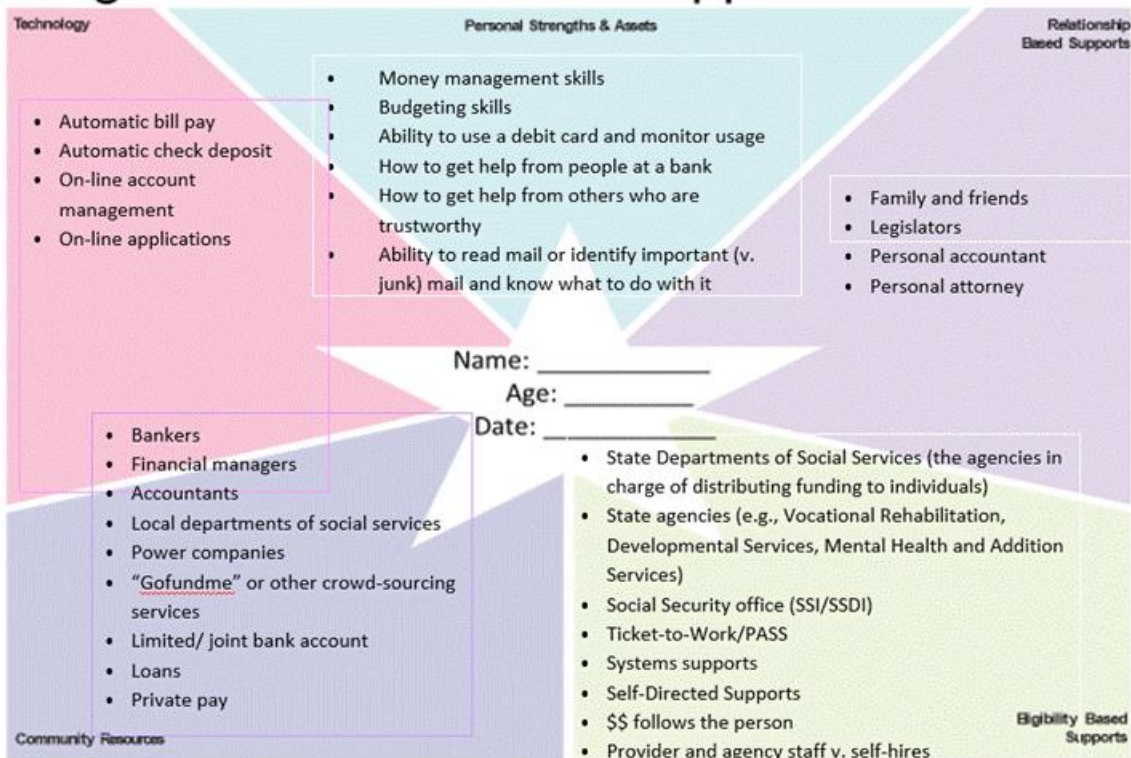 Technology
Automatic bill pay
Automatic check deposit
On-line account
management
On-line applications
Personal Strengths & Assets
Money management skills
Budgeting skills
Ability to use a debit card and monitor usage
How to get help from people at a bank
How to get help from others who are
trustworthy
Ability to read mail or identify important (v.
junk) mail and know what to do with it
Relationship
Based Supports
Family and friends
Legislators
Personal accountant
Personal attorney
Name: _____________
Age: __________
Date: _____________
Bankers
Financial managers
Accountants
Local departments of social services
Power companies
“Gofundme” or other crowd-sourcing
services
Limited/ joint bank account
Loans
Private pay
Community Resources
State Departments of Social Services (the agencies in
charge of distributing funding to individuals)
State agencies (e.g., Vocational Rehabilitation,
Developmental Services, Mental Health and Addition
Services)
Social Security office (SSI/SSDI)
Ticket-to-Work/PASS
Systems supports
Self-Directed Supports
$$ follows the person
Provider and agency staff v. self-hires
Eligibility Based
Supports